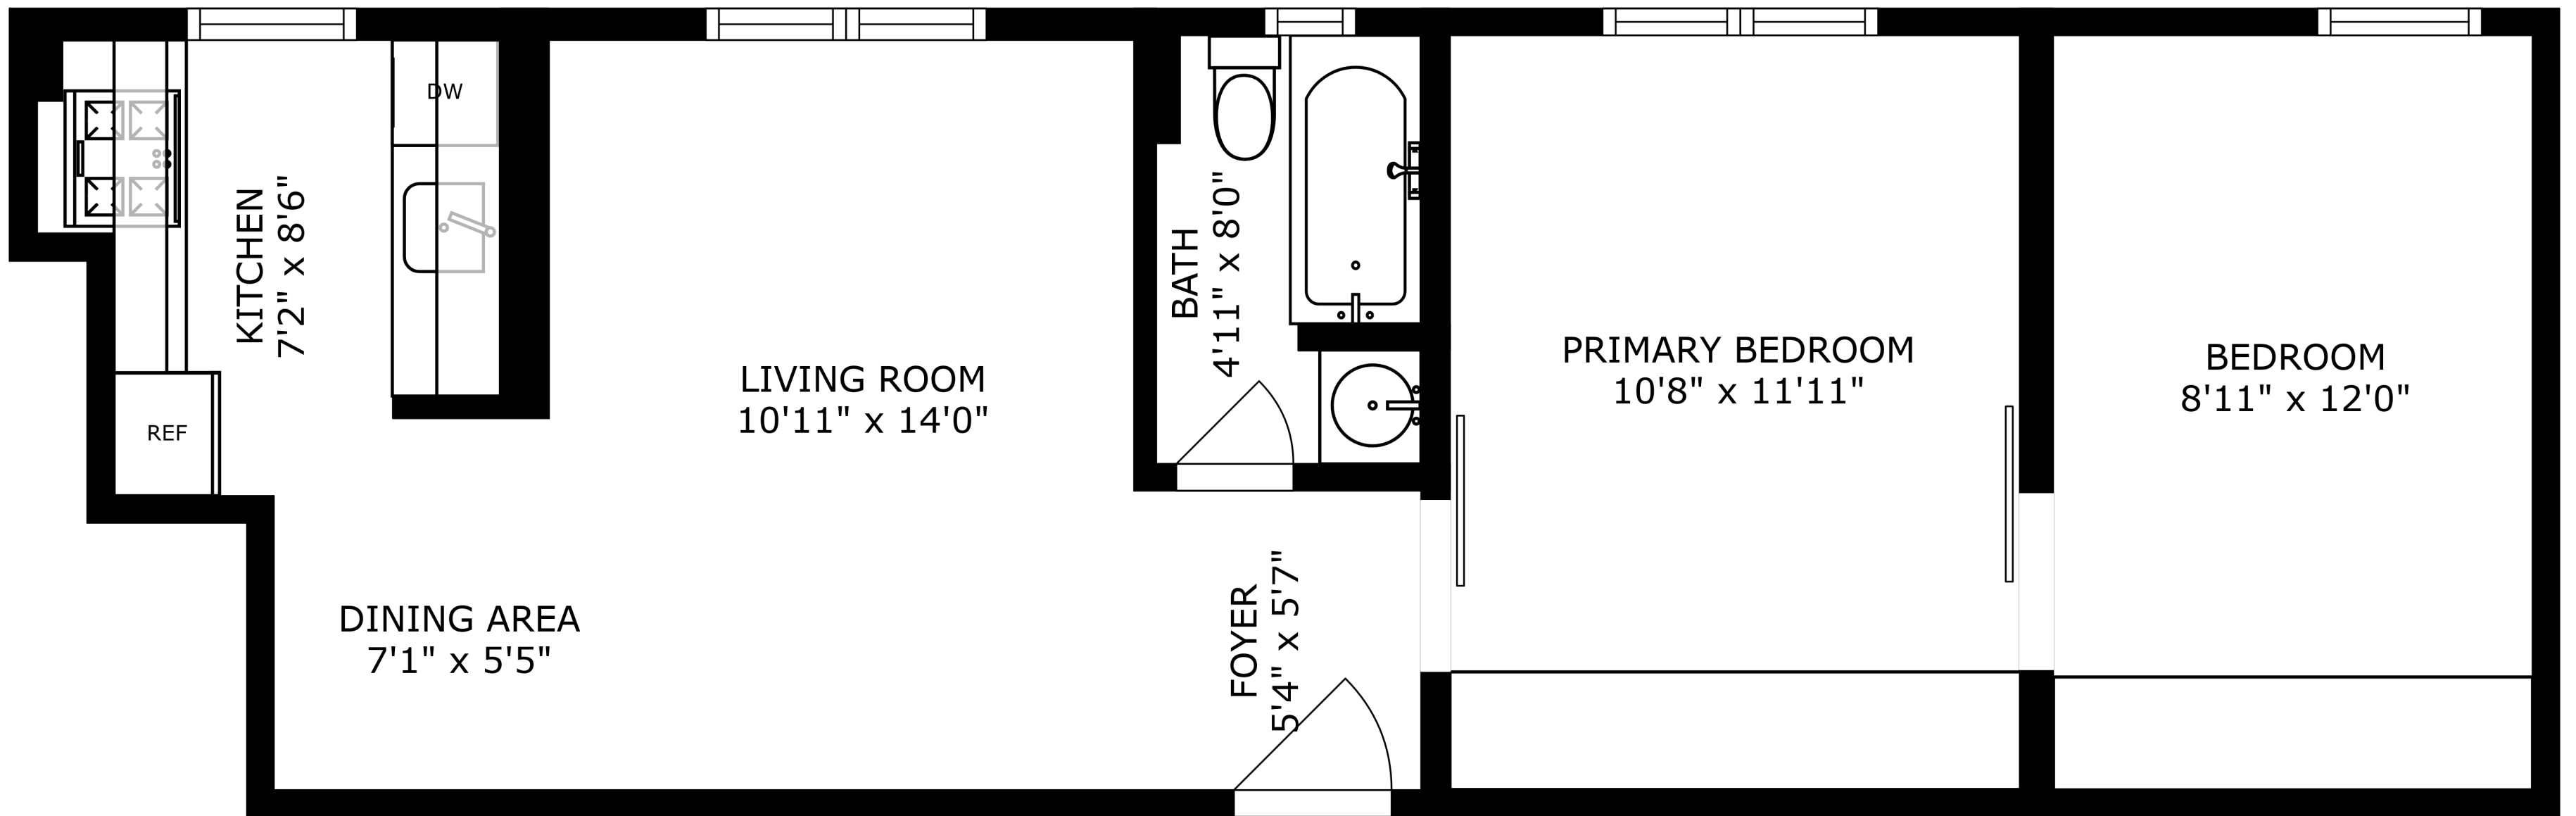 DW
KITCHEN
7'2" x 8'6"
REF
LIVING ROOM
10'11" x 14'0"
BATH
4'11" x 8'0"
PRIMARY BEDROOM
10'8" x 11'11"
BEDROOM
8'11" x 12'0"
DINING AREA
7'1" x 5'5"
FOYER
5'4" x 5'7"